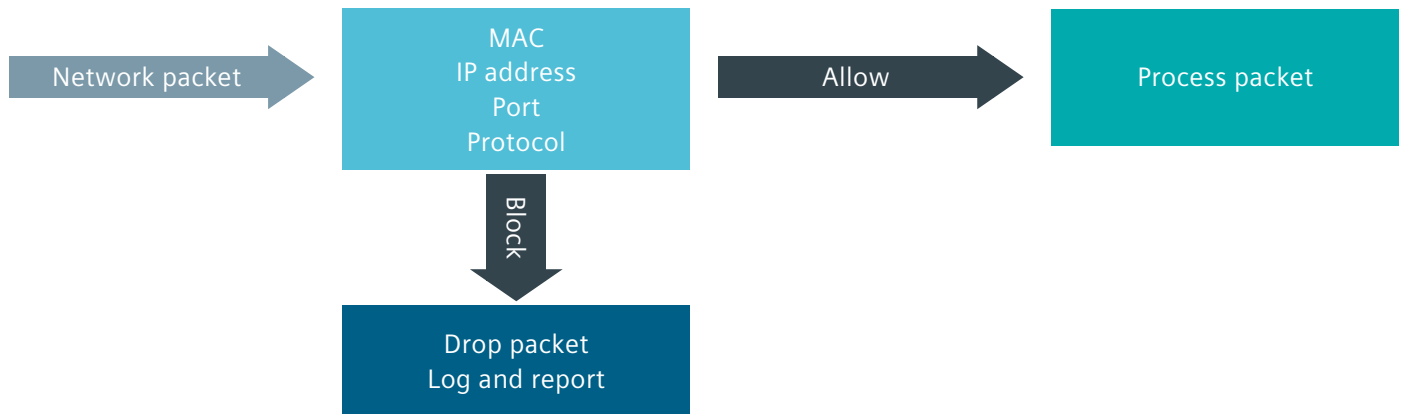 Network packet
MAC
IP address
Port
Protocol
Allow
Process packet
Block
Drop packet
Log and report